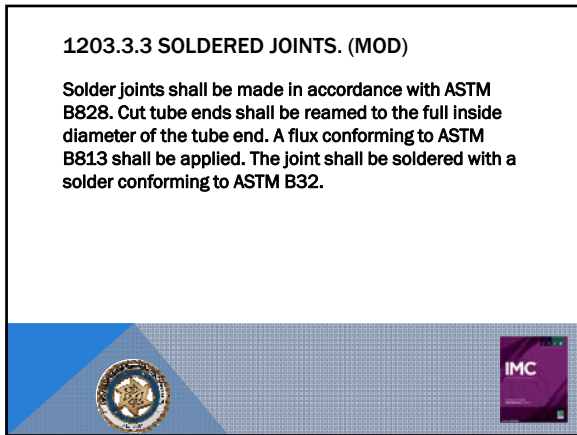 1203.3.3 SOLDERED JOINTS. (MOD)
Solder joints shall be made in accordance with ASTM
B828. Cut tube ends shall be reamed to the full inside
diameter of the tube end. A flux conforming to ASTM
B813 shall be applied. The joint shall be soldered with a
solder conforming to ASTM B32.
IMC